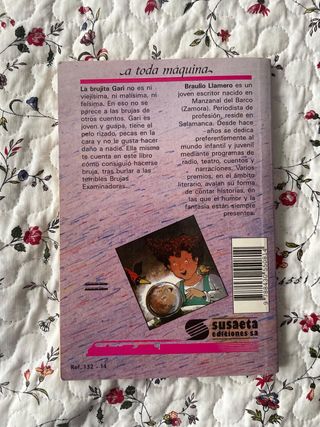 a toda máquina
La brujita Gari no es ni
viejísima, ni malísima, ni
feísima. En eso no se
parece a las brujas de
otros cuentos. Gari es
joven y guapa, tiene el
pelo rizado, pecas en la
cara y no le gusta hacer
daño a nadie. Ella misma
te cuenta en este libro
cómo consiguió hacerse
bruja, tras burlar a las
terribles Brujas
Examinadoras...
Braulio Llamero es un
joven escritor nacido en
Manzanal del Barco
(Zamora). Periodista de
profesión, reside en
Salamanca. Desde hace
años se dedica
preferentemente al
mundo infantil y juvenil
mediante programas de
radio, teatro, cuentos y
narraciones. Varios
premios, en el ámbito
literario, avalan su forma
de contar historias, en
las que el humor y la
fantasía están siempre
presentes.
susaeta
ediciones sa
Ref. 132 - 14